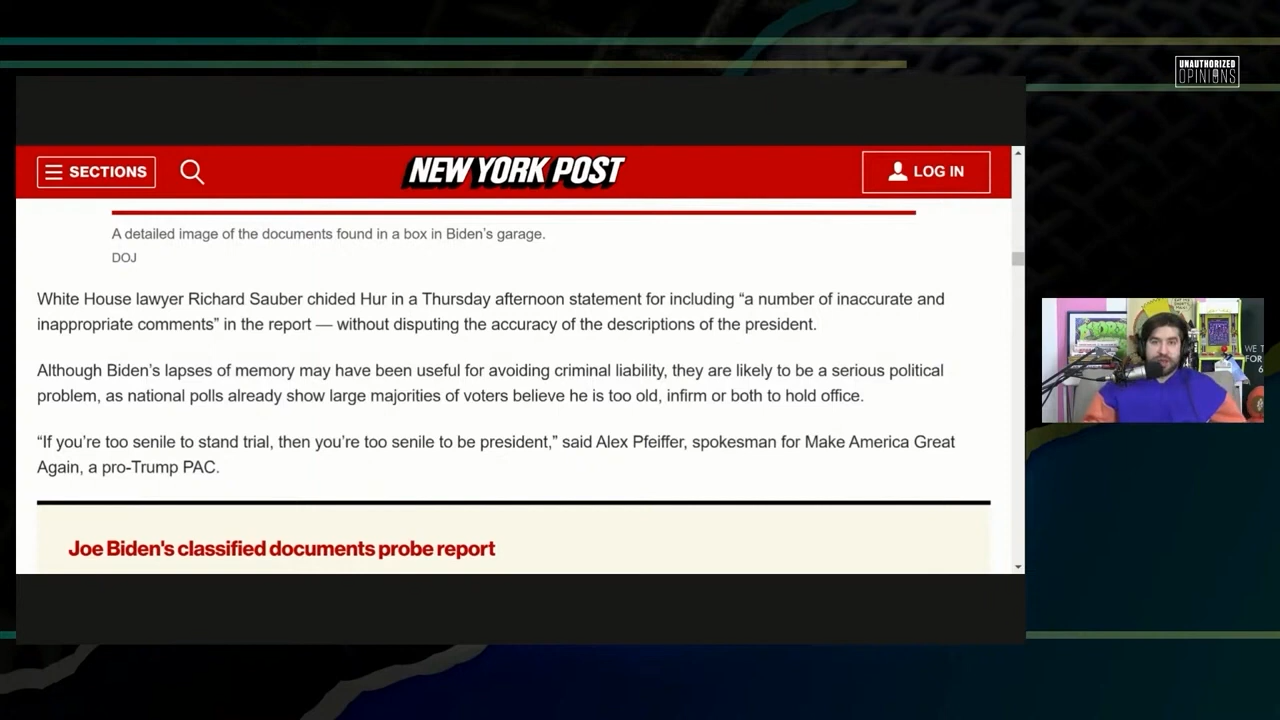 UNAUTHORIZED
OPINIONS
SECTIONS
NEW YORK POST
LOG IN
A detailed image of the documents found in a box in Biden’s garage.
DOJ
White House lawyer Richard Sauber chided Hur in a Thursday afternoon statement for including “a number of inaccurate and
inappropriate comments” in the report — without disputing the accuracy of the descriptions of the president.
Although Biden’s lapses of memory may have been useful for avoiding criminal liability, they are likely to be a serious political
problem, as national polls already show large majorities of voters believe he is too old, infirm or both to hold office.
“If you’re too senile to stand trial, then you’re too senile to be president,” said Alex Pfeiffer, spokesman for Make America Great
Again, a pro-Trump PAC.
Joe Biden's classified documents probe report
WE T
FOR
6